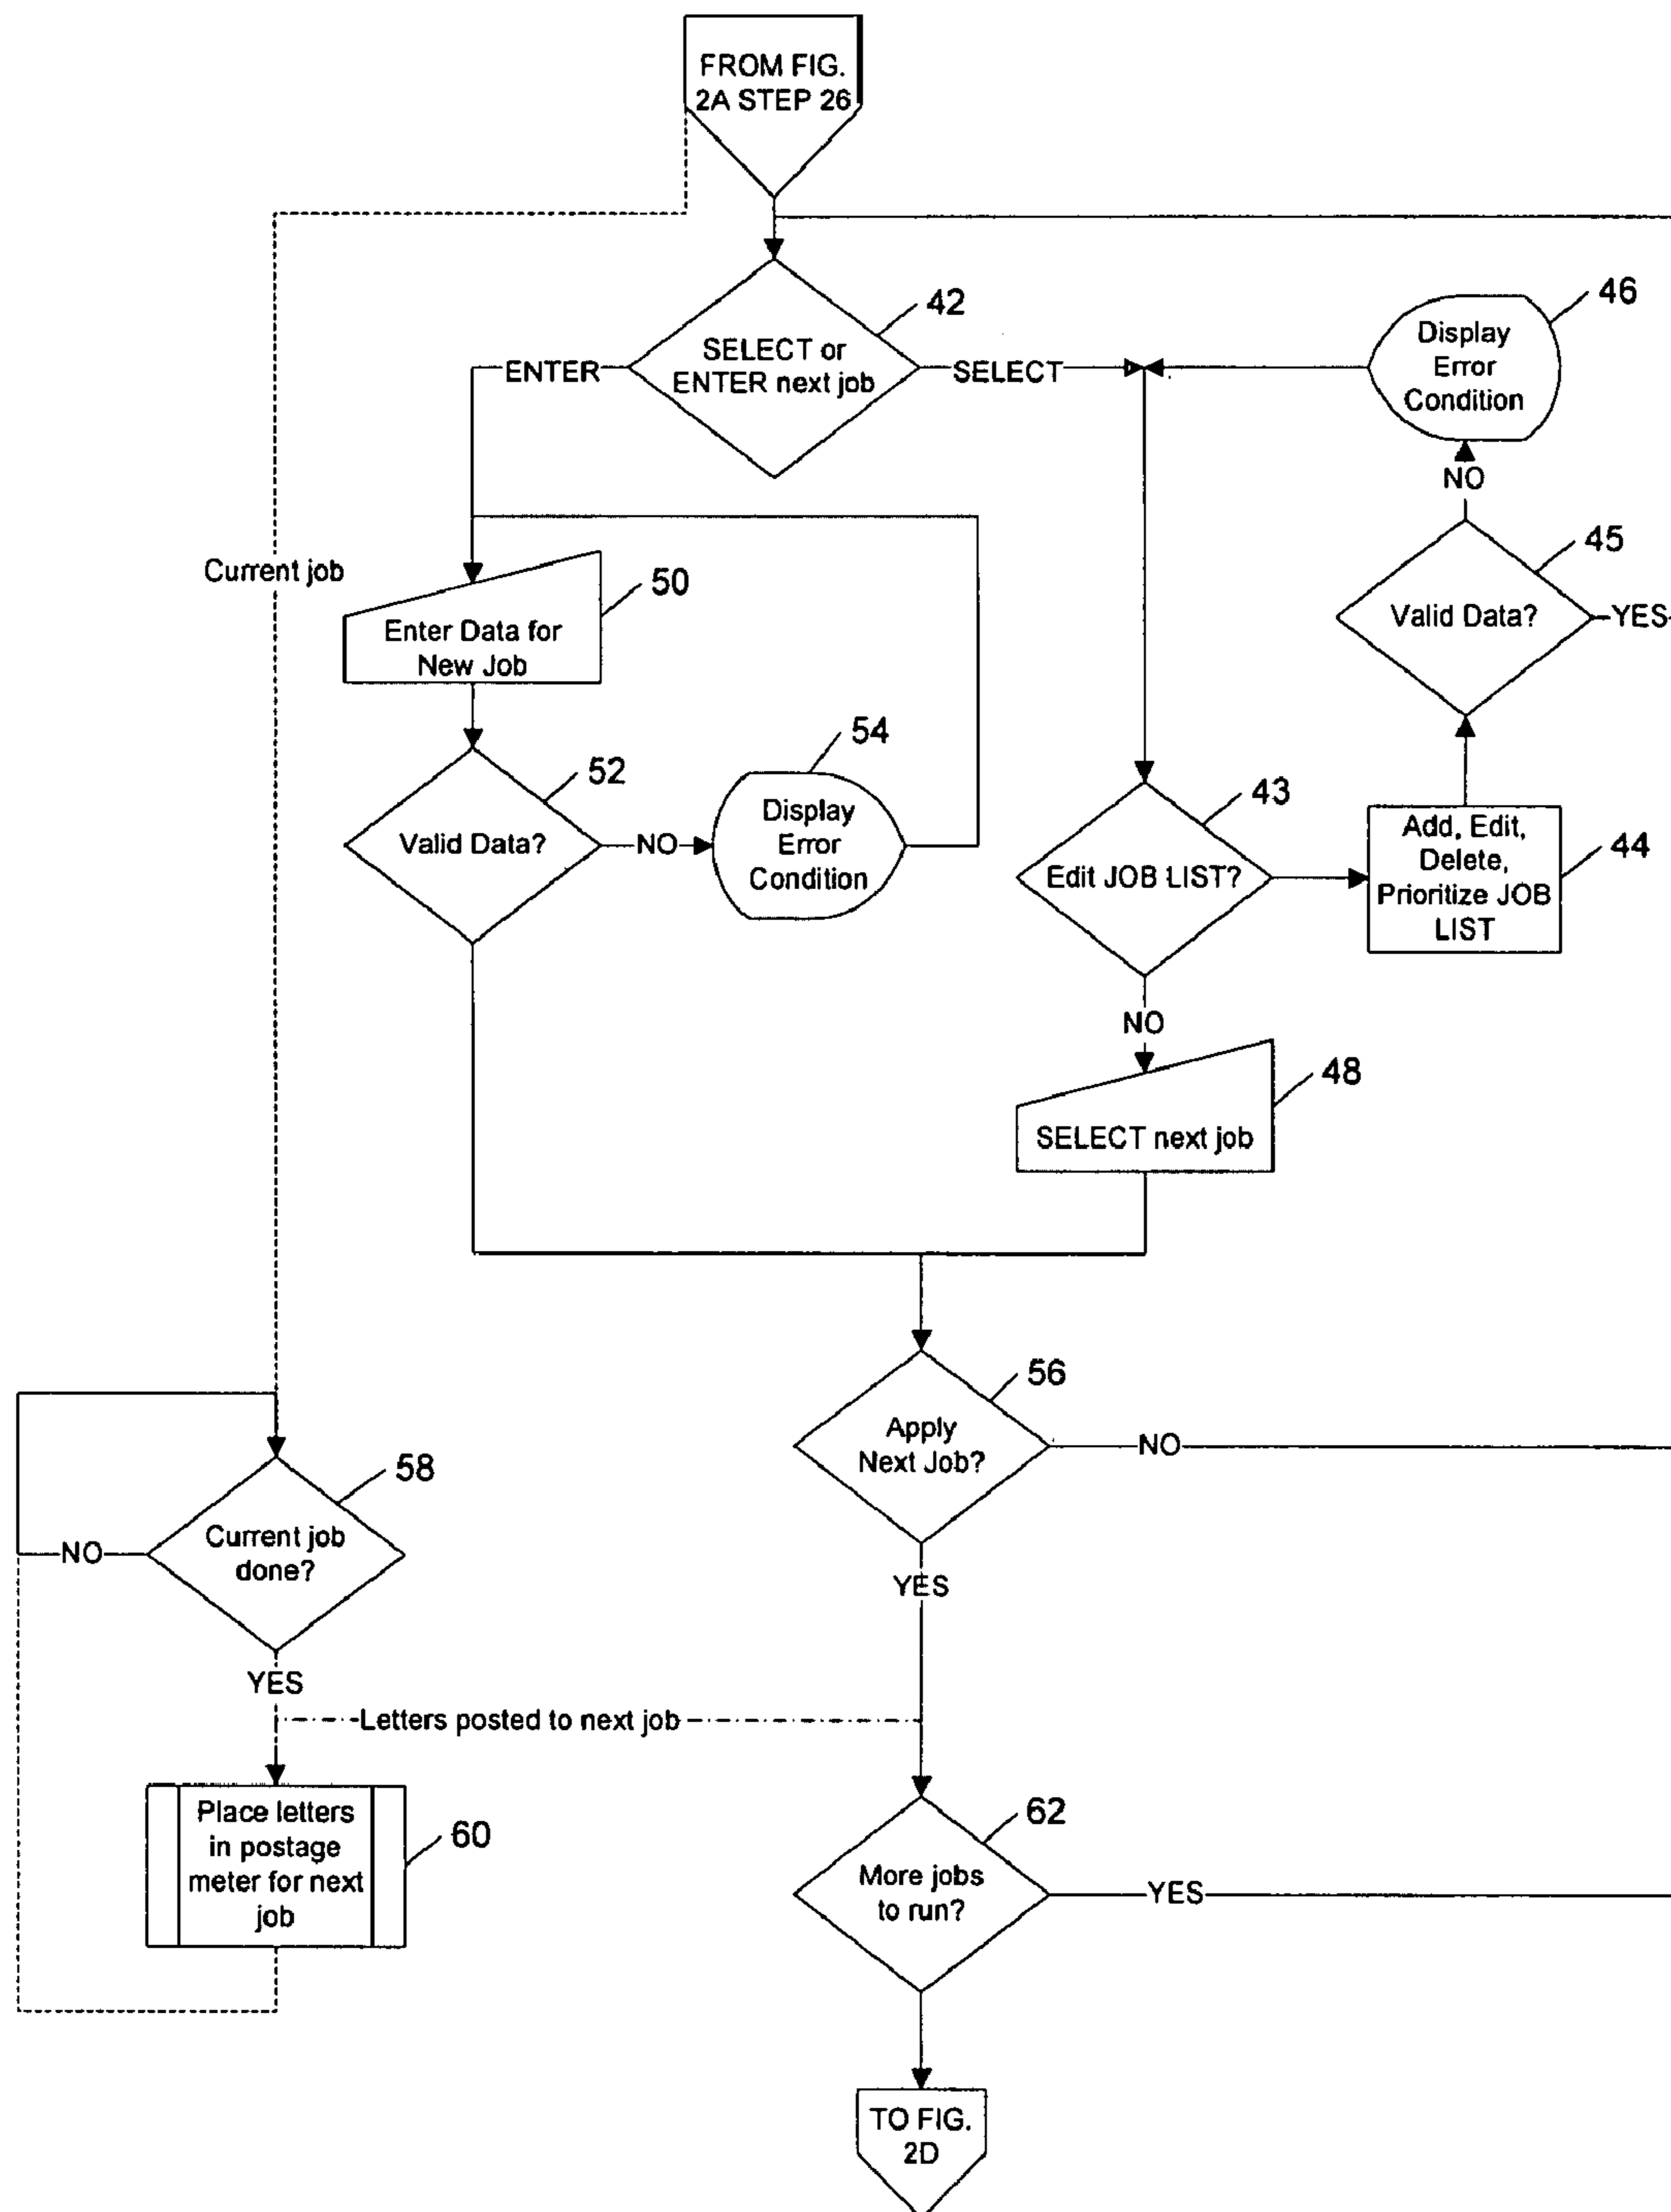 FROM FIG.
2A STEP 26
42
SELECT or
ENTER next job
ENTER
SELECT
46
Display
Error
Condition
NO
45
Valid Data?
YES
Current job
50
Enter Data for
New Job
52
Valid Data?
NO
54
Display
Error
Condition
43
Edit JOB LIST?
44
Add, Edit,
Delete,
Prioritize JOB
LIST
NO
48
SELECT next job
56
Apply
Next Job?
NO
YES
58
Current job
done?
NO
YES
Letters posted to next job
60
Place letters
in postage
meter for next
job
62
More jobs
to run?
YES
TO FIG.
2D